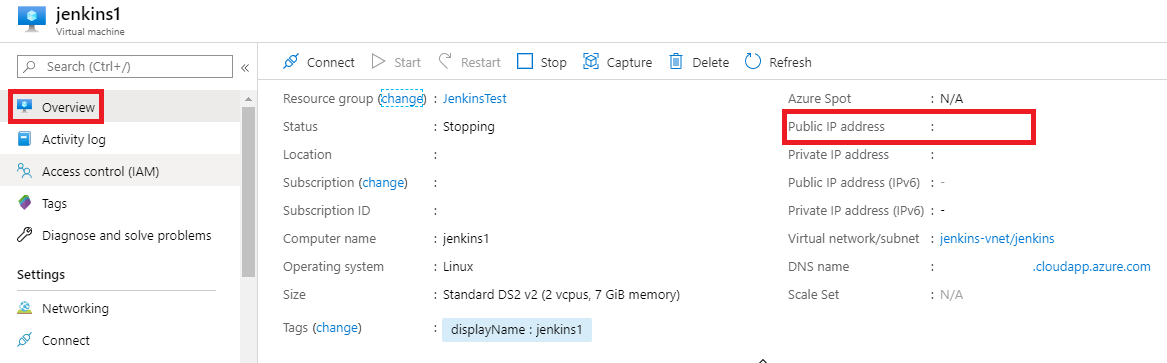 jenkins1
Virtual machine
Search (Ctrl+/)
«
Overview
Activity log
Access control (IAM)
Tags
Diagnose and solve problems
Settings
Networking
Connect
Connect Start Restart Stop Capture Delete Refresh
Resource group (change) : JenkinsTest
Status : Stopping
Location :
Subscription (change) :
Subscription ID :
Computer name : jenkins1
Operating system : Linux
Size : Standard DS2 v2 (2 vcpus, 7 GiB memory)
Tags (change) : displayName : jenkins1
Azure Spot : N/A
Public IP address :
Private IP address :
Public IP address (IPv6) : -
Private IP address (IPv6) : -
Virtual network/subnet : jenkins-vnet/jenkins
DNS name : .cloudapp.azure.com
Scale Set : N/A